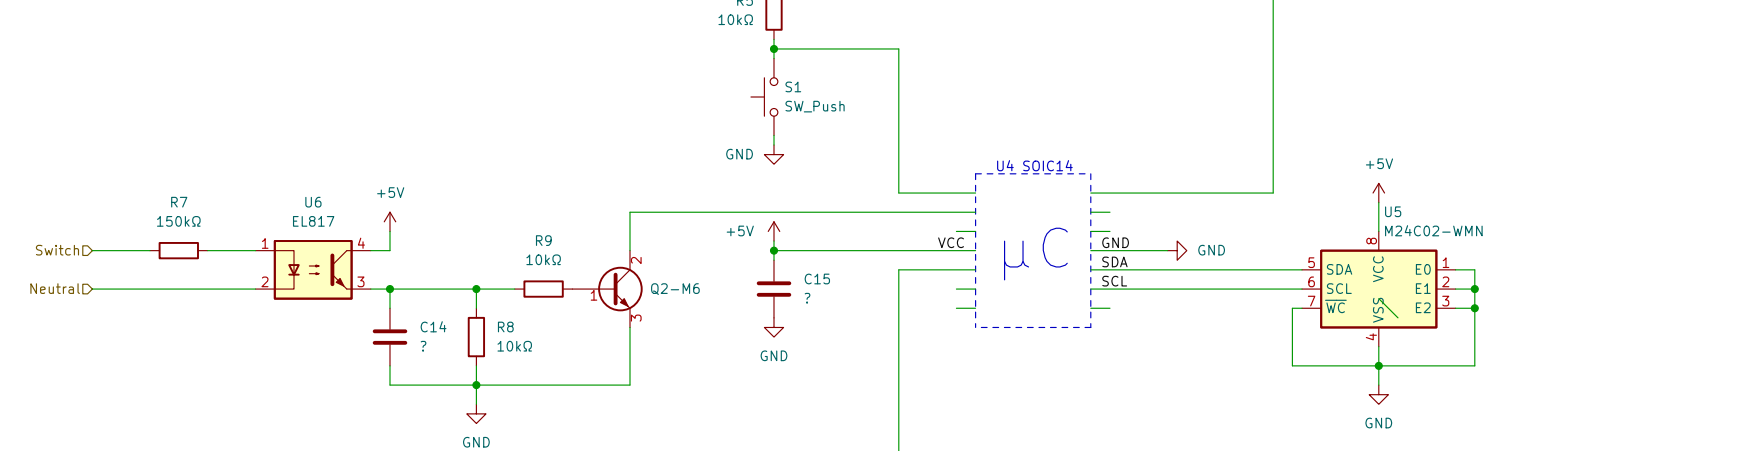 R5
10kΩ
S1
SW_Push
GND
U4 SOIC14
+5V
R7
150kΩ
U6
EL817
+5V
U5
M24C02-WMN
Switch
1
4
R9
10kΩ
2
+5V
VCC
μC
GND
GND
SDA
SCL
8
VCC
5
SDA
E0
1
6
SCL
E1
2
7
WC
E2
3
VSS
4
Neutral
2
3
1
Q2-M6
3
C15
?
GND
C14
?
R8
10kΩ
GND
GND